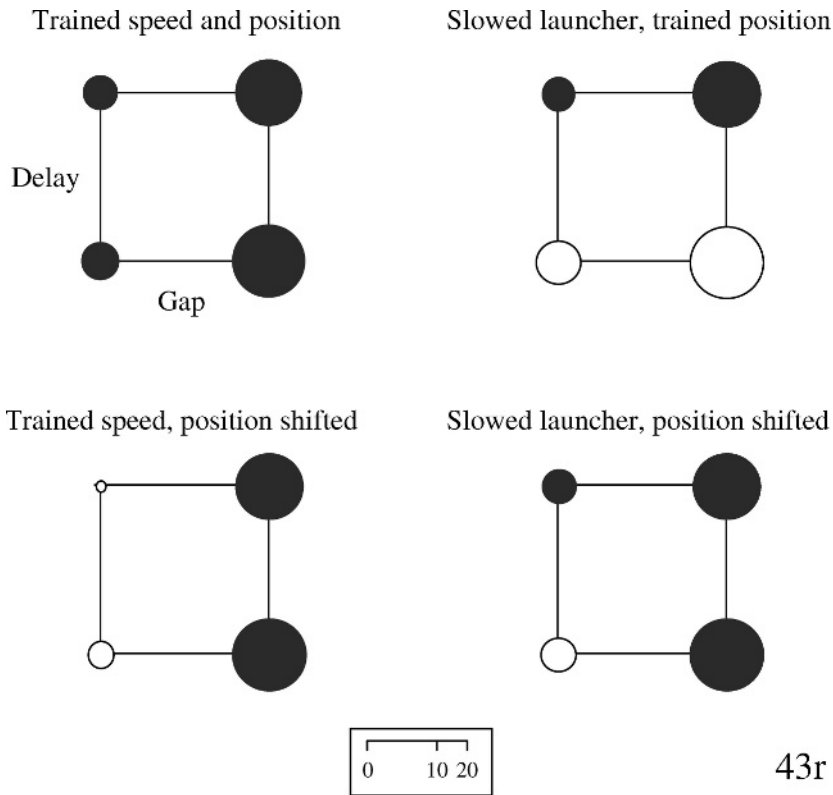 Trained speed and position
Slowed launcher, trained position
Delay
Gap
Trained speed, position shifted
Slowed launcher, position shifted
0 10 20
43r